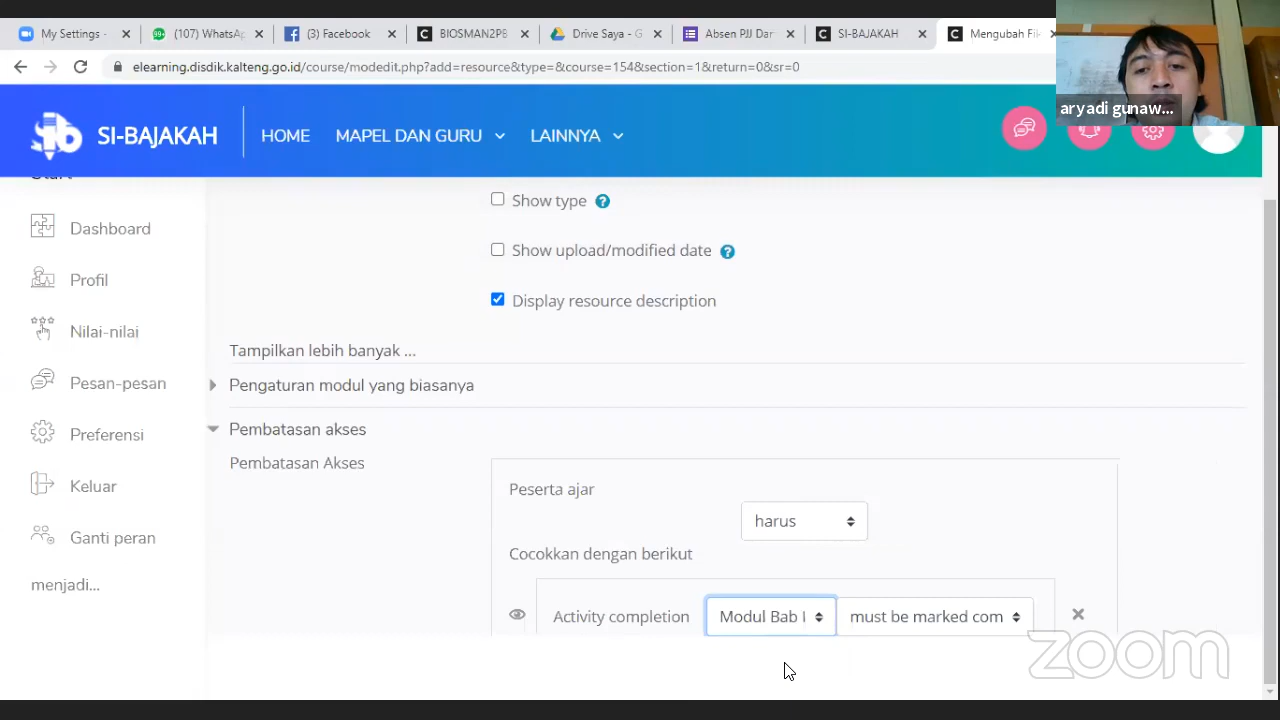 My Settings -
(107) WhatsAp
(3) Facebook
BIOSMAN2PB
Drive Saya - G
Absen PJJ Dar
SI-BAJAKAH
Mengubah Fik
elearning.disdik.kalteng.go.id/course/modedit.php?add=resource&type=&course=154&section=1&return=0&sr=0
aryadi gunaw...
SI-BAJAKAH
HOME
MAPEL DAN GURU
LAINNYA
Dashboard
Profil
Nilai-nilai
Pesan-pesan
Preferensi
Keluar
Ganti peran
menjadi...
Show type
Show upload/modified date
Display resource description
Tampilkan lebih banyak ...
Pengaturan modul yang biasanya
Pembatasan akses
Pembatasan Akses
Peserta ajar
harus
Cocokkan dengan berikut
Activity completion
Modul Bab I
must be marked com
zoom